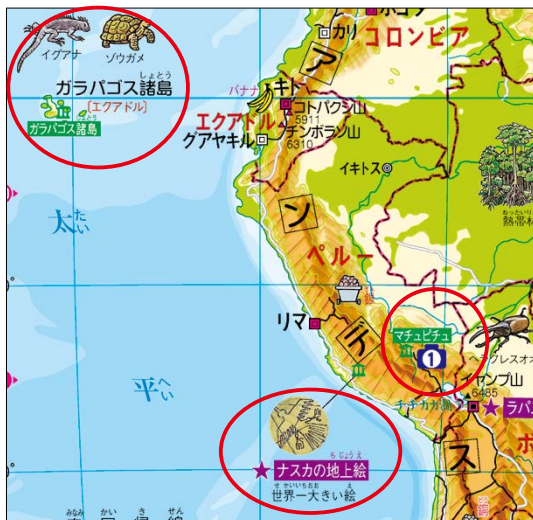 ボゴタ
カリ
コロンビア
イグアナ
ゾウガメ
ガラパゴス諸島
しょとう
[エクアドル]
ガラパゴス諸島
バナナ
キト
コトパクシ山
5911
エクアドル
チンボラソ山
6310
グアヤキル
イキトス
ア
ン
デ
ス
太
たい
平
へい
ねったいりん
熱帯林
ペルー
銀
リマ
マチュピチュ
1
ヘラクレスオオ
イヤンプ山
6485
チチカカ湖
ラパス
ボ
ちじょうえ
ナスカの地上絵
せかいいちおお え
世界一大きい絵
みなみ かい き せん